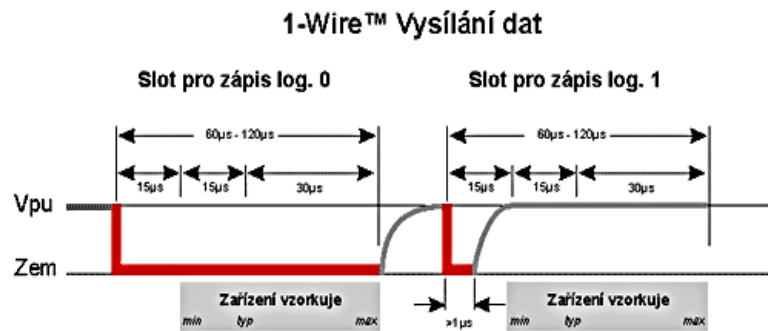 1-Wire™ Vysílání dat
Slot pro zápis log. 0
Slot pro zápis log. 1
60µs - 120µs
60µs - 120µs
15µs
15µs
30µs
15µs
15µs
30µs
Vpu
Zem
Zařízení vzorkuje
min
typ
max
>1µs
Zařízení vzorkuje
min
typ
max